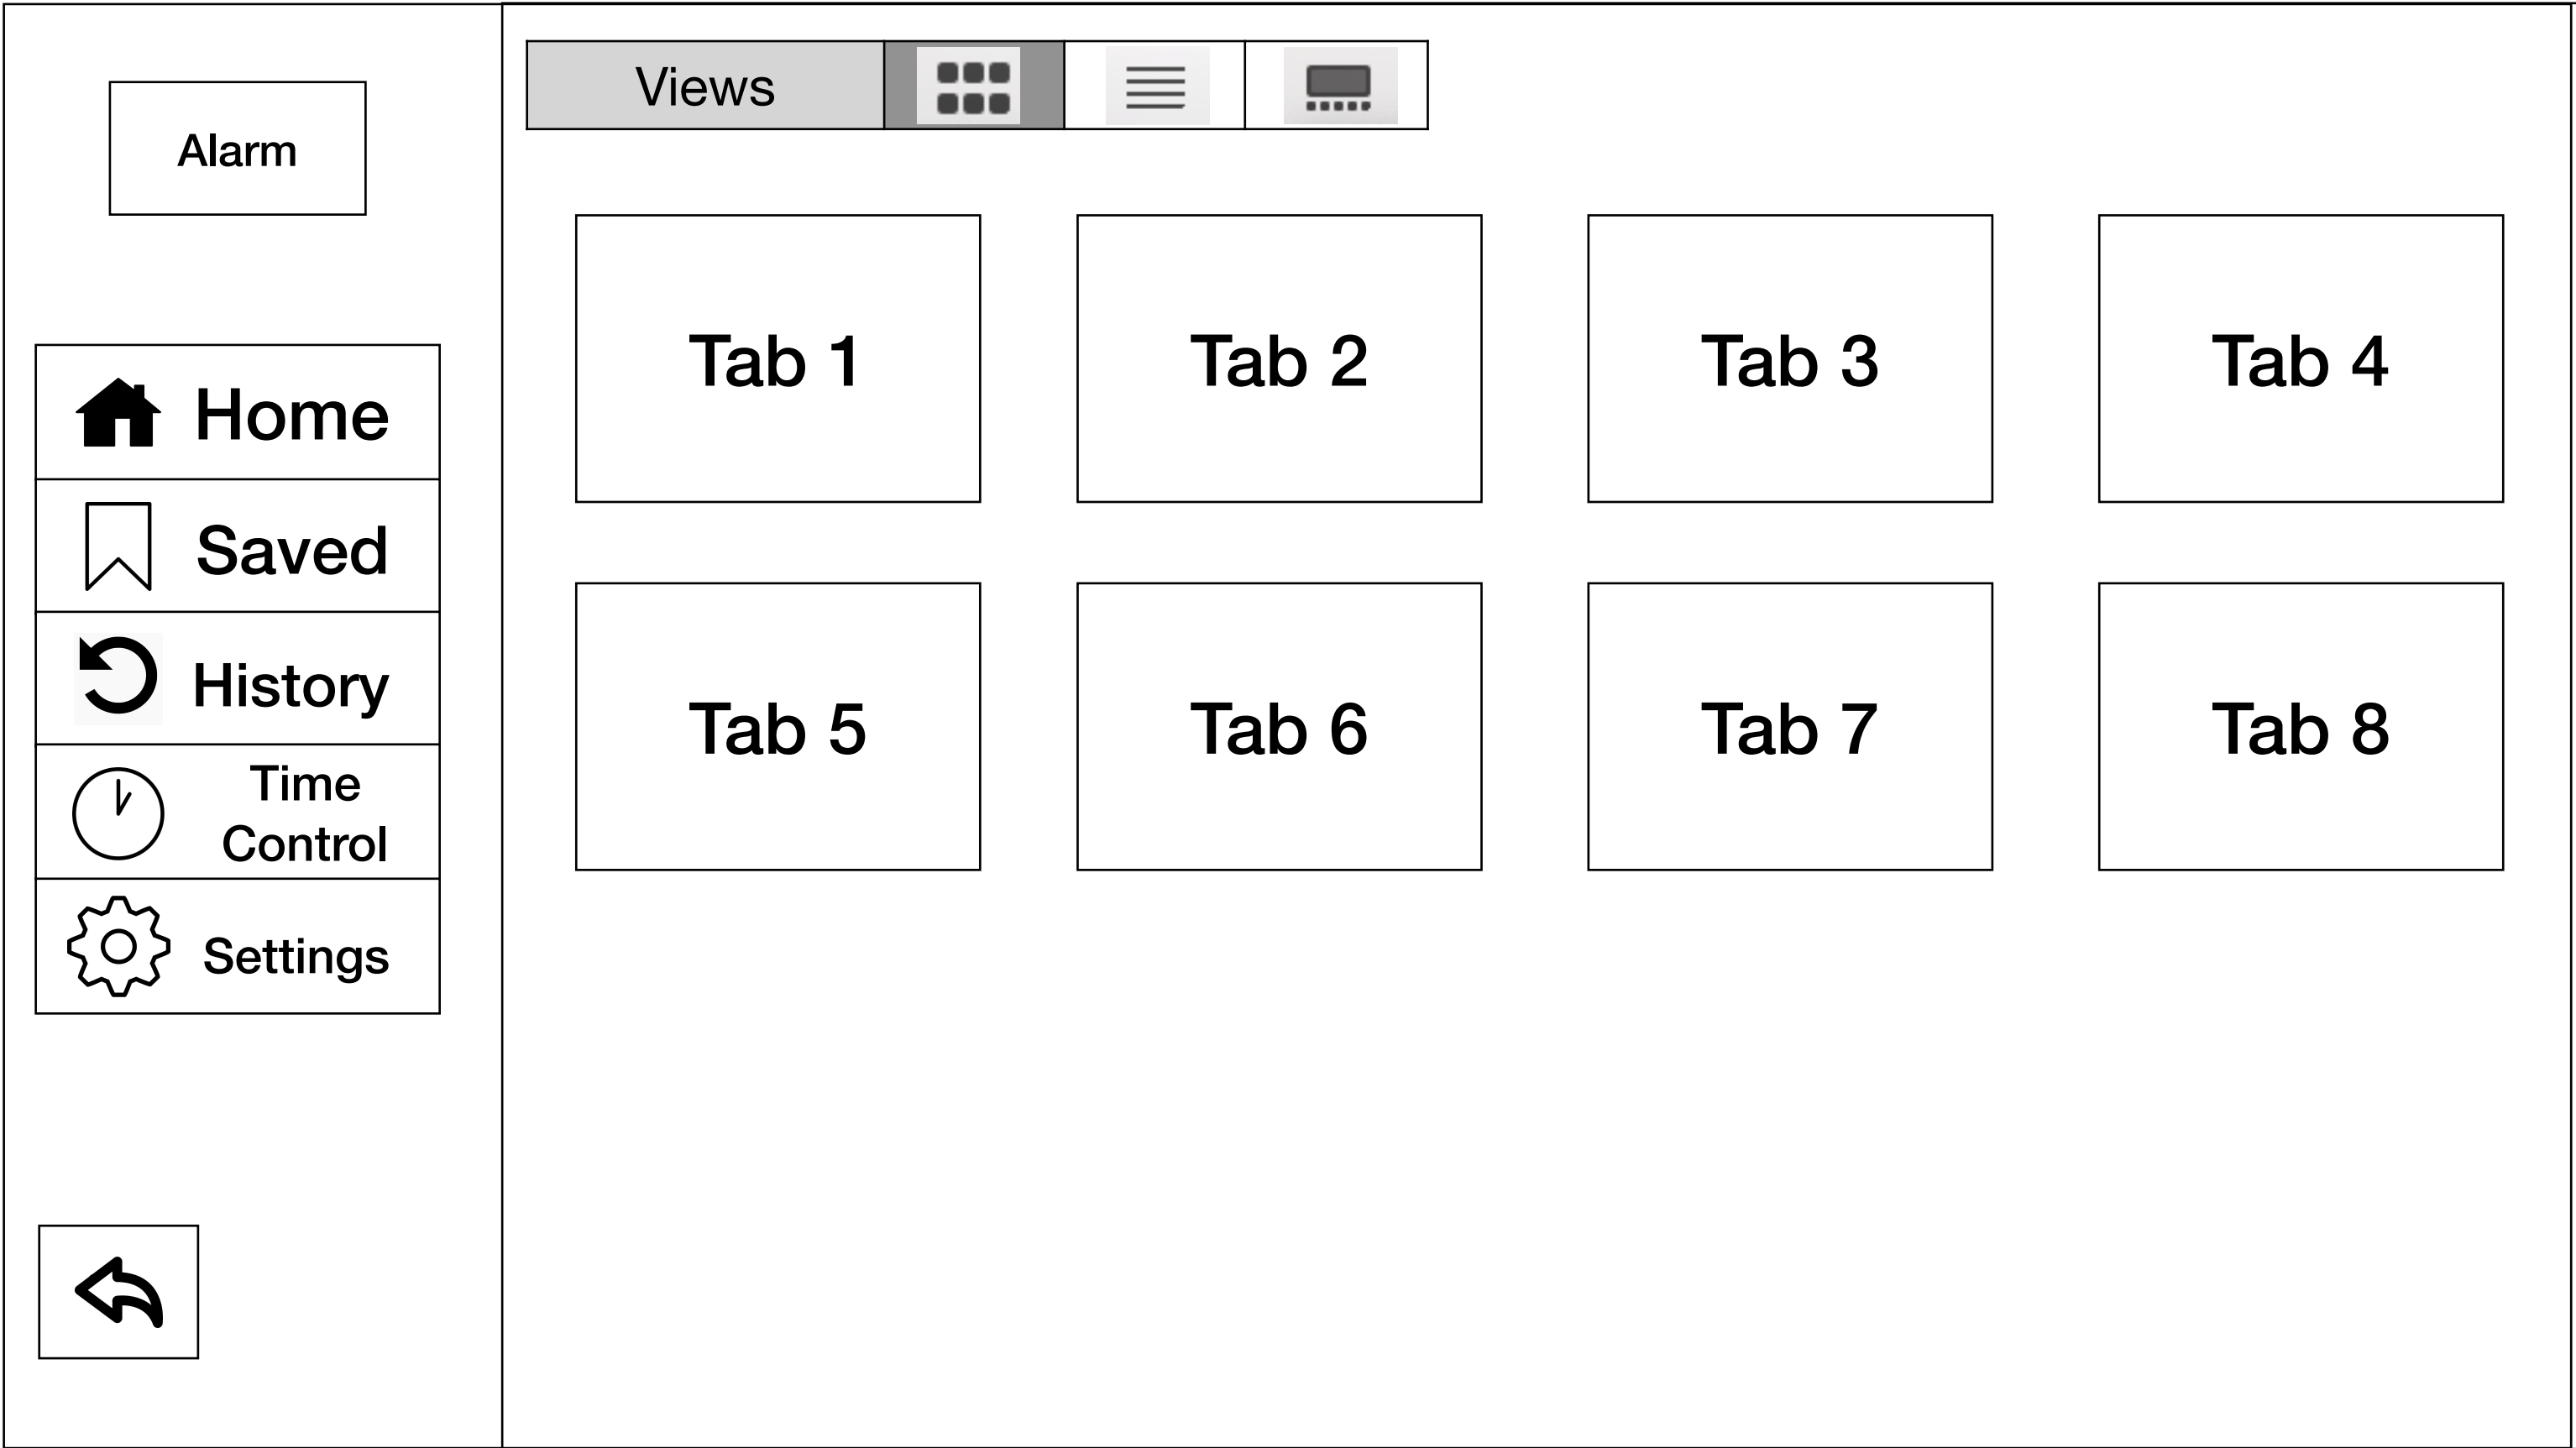 Alarm
Home
Saved
History
Time
Control
Settings
Views
Tab 1
Tab 2
Tab 3
Tab 4
Tab 5
Tab 6
Tab 7
Tab 8